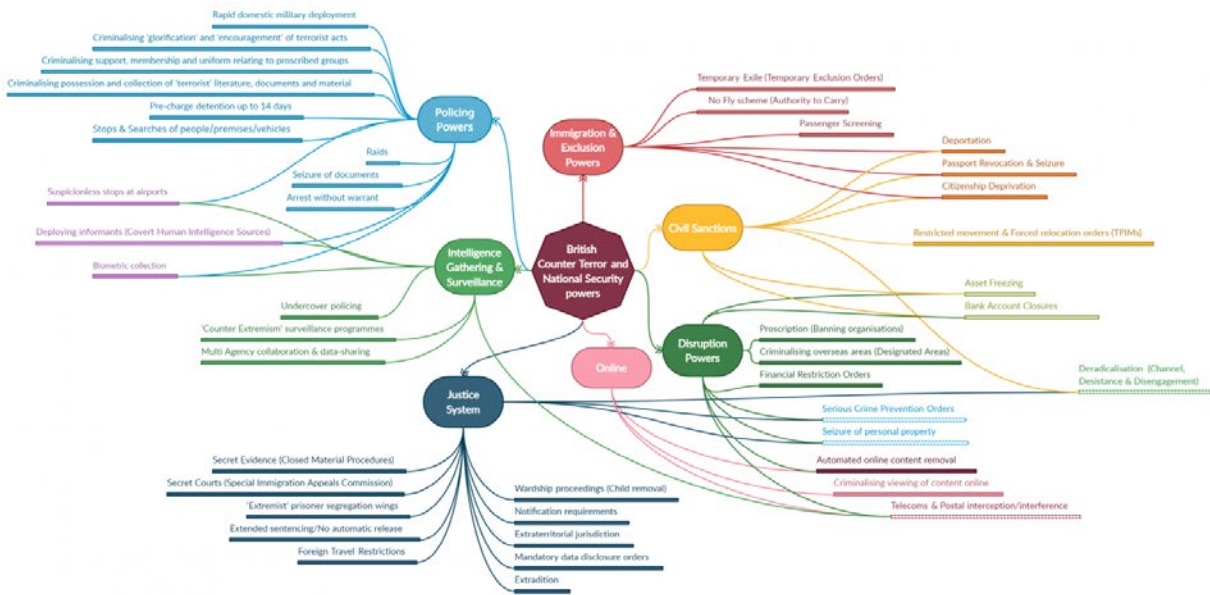 Rapid domestic military deployment
Criminalising 'glorification' and 'encouragement' of terrorist acts
Criminalising support, membership and uniform relating to proscribed groups
Criminalising possession and collection of 'terrorist' literature, documents and material
Pre-charge detention up to 14 days
Stops & Searches of people/premises/vehicles
Raids
Seizure of documents
Arrest without warrant
Policing
Powers
Suspicionless stops at airports
Deploying informants (Covert Human Intelligence Sources)
Biometric collection
Intelligence
Gathering &
Surveillance
Undercover policing
'Counter Extremism' surveillance programmes
Multi Agency collaboration & data-sharing
British
Counter Terror and
National Security
powers
Immigration &
Exclusion
Powers
Temporary Exile (Temporary Exclusion Orders)
No Fly scheme (Authority to Carry)
Passenger Screening
Deportation
Passport Revocation & Seizure
Citizenship Deprivation
Civil Sanctions
Restricted movement & Forced relocation orders (TPIMs)
Asset Freezing
Bank Account Closures
Disruption
Powers
Proscription (Banning organisations)
Criminalising overseas areas (Designated Areas)
Financial Restriction Orders
Deradicalisation (Channel,
Desistance & Disengagement)
Serious Crime Prevention Orders
Seizure of personal property
Online
Automated online content removal
Criminalising viewing of content online
Telecoms & Postal interception/interference
Justice
System
Secret Evidence (Closed Material Procedures)
Secret Courts (Special Immigration Appeals Commission)
'Extremist' prisoner segregation wings
Extended sentencing/No automatic release
Foreign Travel Restrictions
Wardship proceedings (Child removal)
Notification requirements
Extraterritorial jurisdiction
Mandatory data disclosure orders
Extradition